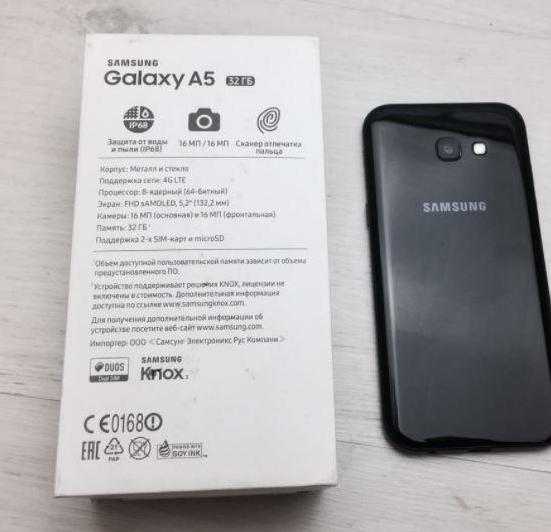 SAMSUNG
Galaxy A5 32 ГБ
IP68
Защита от воды
и пыли (IP68)
16 МП / 16 МП
Сканер отпечатка
пальца
Корпус: Металл и стекло
Поддержка сети: 4G LTE
Процессор: 8-ядерный (64-битный)
Экран: FHD sAMOLED, 5,2" (132,2 мм)
Камеры: 16 МП (основная) и 16 МП (фронтальная)
Память: 32 ГБ
Поддержка 2-х SIM-карт и microSD
Объем доступной пользовательской памяти зависит от объема
предустановленного ПО.
Устройство поддерживает решения KNOX, лицензии не
включены в стоимость. Дополнительная информация
доступна по ссылке www.samsungknox.com.
Для получения дополнительной информации об
устройстве посетите веб-сайт www.samsung.com.
Импортер: ООО < Самсунг Электроникс Рус Компани >
DUOS
Dual SIM
SAMSUNG
Knox
CE0168
EAC
21
PAP
PRINTED WITH
SOY INK
SAMSUNG